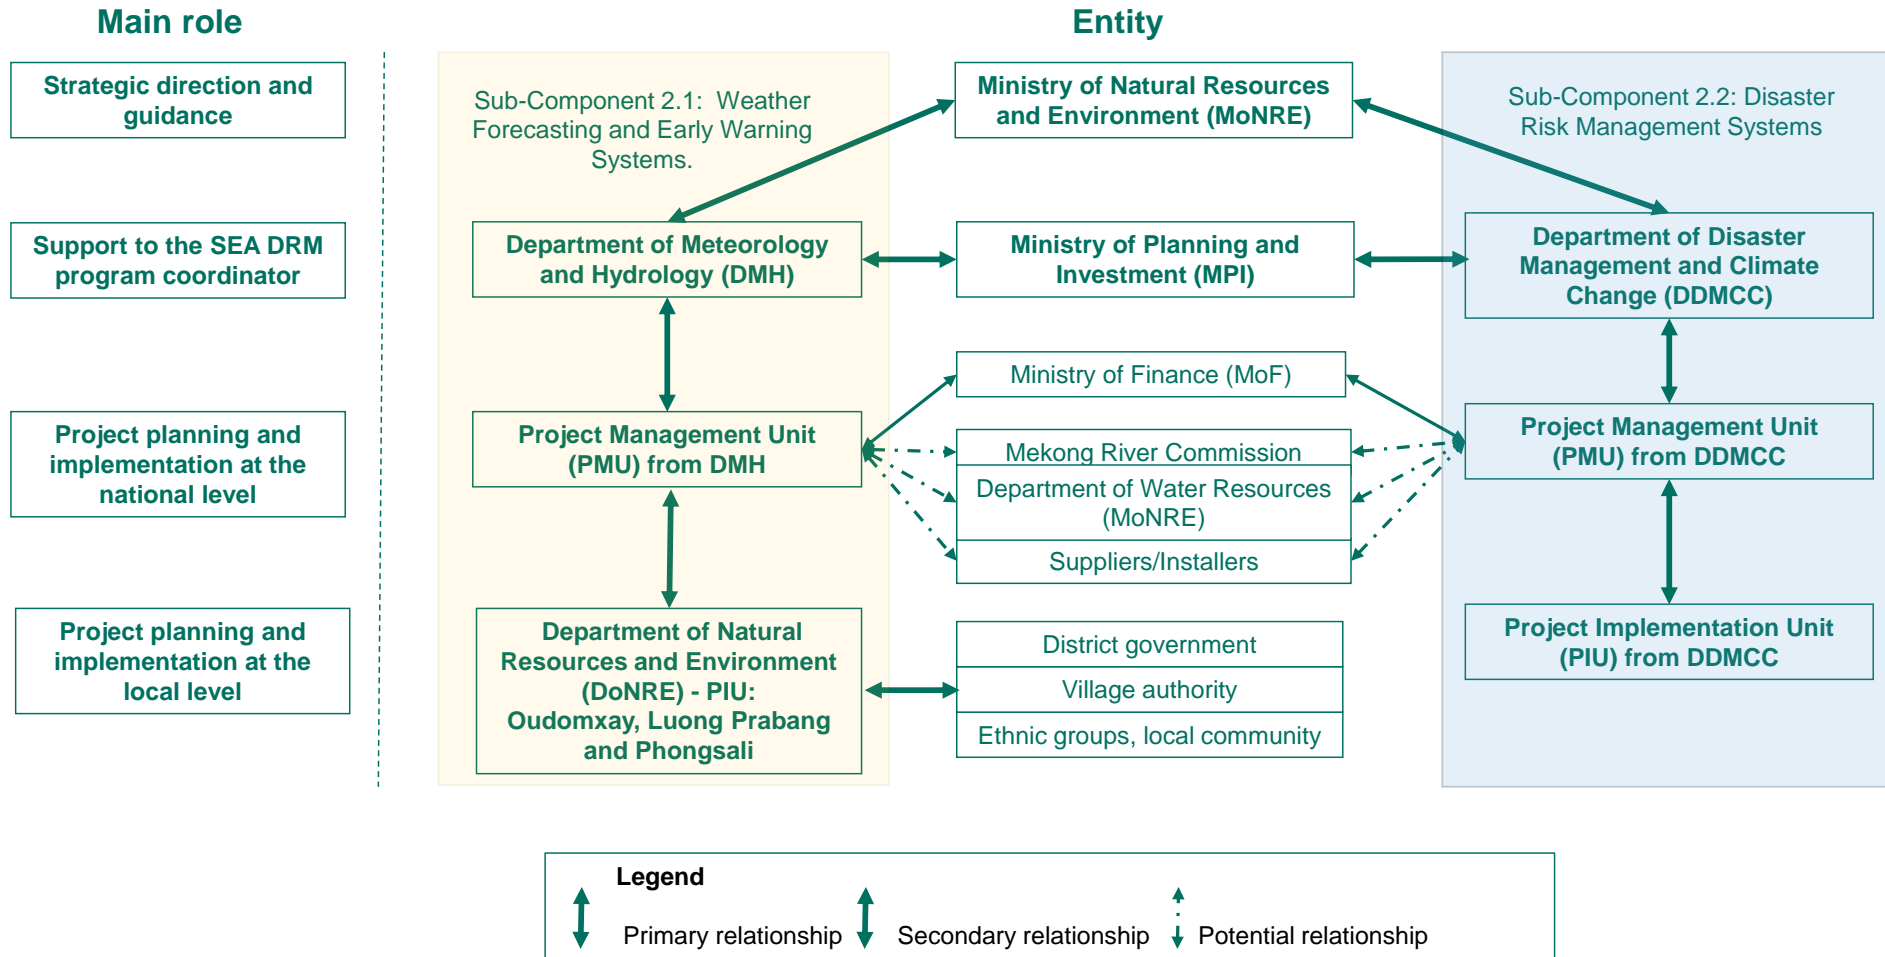 Main role
Entity
Strategic direction and
guidance
Sub-Component 2.1: Weather
Forecasting and Early Warning
Systems.
Ministry of Natural Resources
and Environment (MoNRE)
Sub-Component 2.2: Disaster
Risk Management Systems
Support to the SEA DRM
program coordinator
Department of Meteorology
and Hydrology (DMH)
Ministry of Planning and
Investment (MPI)
Department of Disaster
Management and Climate
Change (DDMCC)
Ministry of Finance (MoF)
Project planning and
implementation at the
national level
Project Management Unit
(PMU) from DMH
Mekong River Commission
Department of Water Resources
(MoNRE)
Suppliers/Installers
Project Management Unit
(PMU) from DDMCC
Project planning and
implementation at the
local level
Department of Natural
Resources and Environment
(DoNRE) - PIU:
Oudomxay, Luong Prabang
and Phongsali
District government
Village authority
Ethnic groups, local community
Project Implementation Unit
(PIU) from DDMCC
Legend
Primary relationship
Secondary relationship
Potential relationship